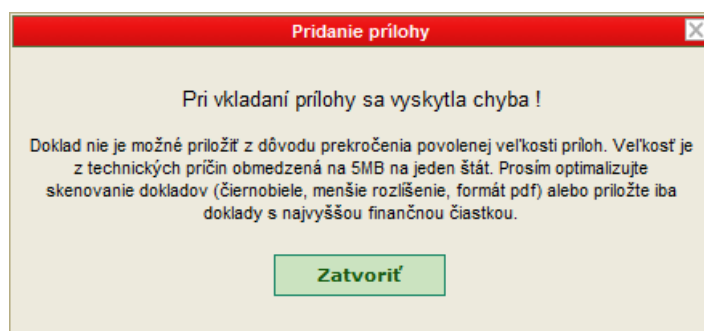 Pridanie prílohy
Pri vkladaní prílohy sa vyskytla chyba !
Doklad nie je možné priložiť z dôvodu prekročenia povolenej veľkosti príloh. Veľkosť je
z technických príčin obmedzená na 5MB na jeden štát. Prosím optimalizujte
skenovanie dokladov (čiernobiele, menšie rozlíšenie, formát pdf) alebo priložte iba
doklady s najvyššou finančnou čiastkou.
Zatvoriť